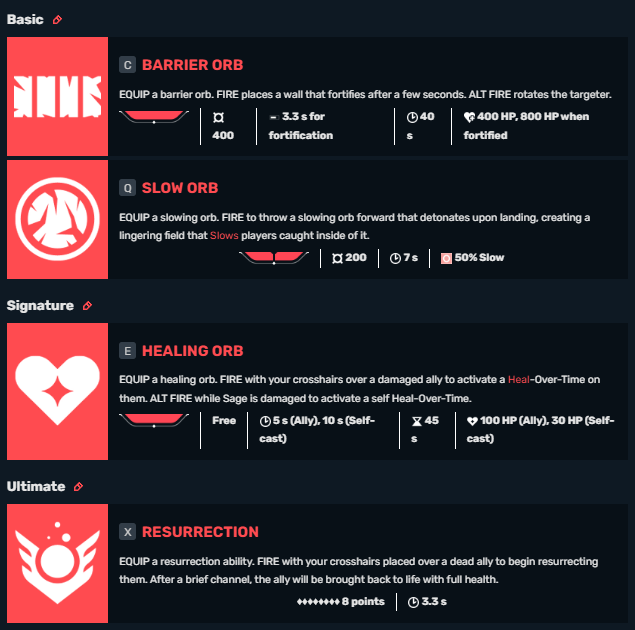 Basic
C BARRIER ORB
EQUIP a barrier orb. FIRE places a wall that fortifies after a few seconds. ALT FIRE rotates the targeter.
400
3.3 s for fortification
40 s
400 HP, 800 HP when fortified
Q SLOW ORB
EQUIP a slowing orb. FIRE to throw a slowing orb forward that detonates upon landing, creating a
lingering field that Slows players caught inside of it.
200
7 s
50% Slow
Signature
E HEALING ORB
EQUIP a healing orb. FIRE with your crosshairs over a damaged ally to activate a Heal-Over-Time on
them. ALT FIRE while Sage is damaged to activate a self Heal-Over-Time.
Free
5 s (Ally), 10 s (Self-
cast)
45
s
100 HP (Ally), 30 HP (Self-
cast)
Ultimate
X RESURRECTION
EQUIP a resurrection ability. FIRE with your crosshairs placed over a dead ally to begin resurrecting
them. After a brief channel, the ally will be brought back to life with full health.
8 points
3.3 s